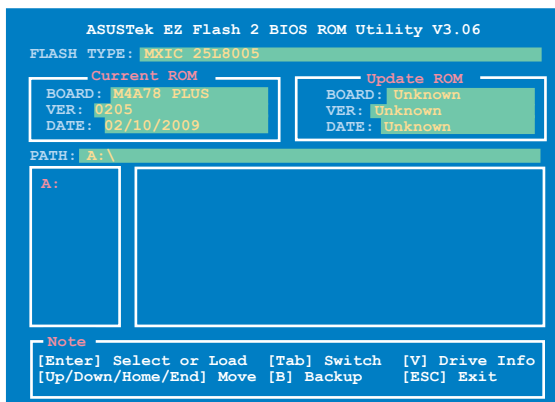 ASUSTek EZ Flash 2 BIOS ROM Utility V3.06
FLASH TYPE: MXIC 25L8005
Current ROM
BOARD: M4A78 PLUS
VER: 0205
DATE: 02/10/2009
Update ROM
BOARD: Unknown
VER: Unknown
DATE: Unknown
PATH: A:\
A:
Note
[Enter] Select or Load [Tab] Switch [V] Drive Info
[Up/Down/Home/End] Move [B] Backup [ESC] Exit